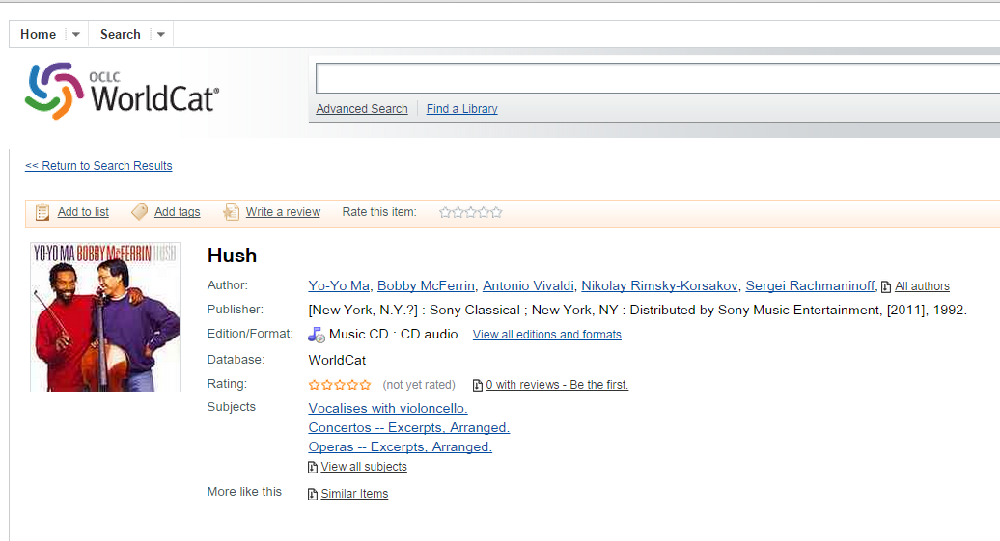 Home Search
OCLC
WorldCat®
Advanced Search Find a Library
<< Return to Search Results
Add to list Add tags Write a review Rate this item:
YO-YO MA BOBBY McFERRIN HUSH
Hush
Author: Yo-Yo Ma; Bobby McFerrin; Antonio Vivaldi; Nikolay Rimsky-Korsakov; Sergei Rachmaninoff; All authors
Publisher: [New York, N.Y.?] : Sony Classical ; New York, NY : Distributed by Sony Music Entertainment, [2011], 1992.
Edition/Format: Music CD : CD audio View all editions and formats
Database: WorldCat
Rating: (not yet rated) 0 with reviews - Be the first.
Subjects Vocalises with violoncello.
Concertos -- Excerpts, Arranged.
Operas -- Excerpts, Arranged.
View all subjects
More like this Similar Items